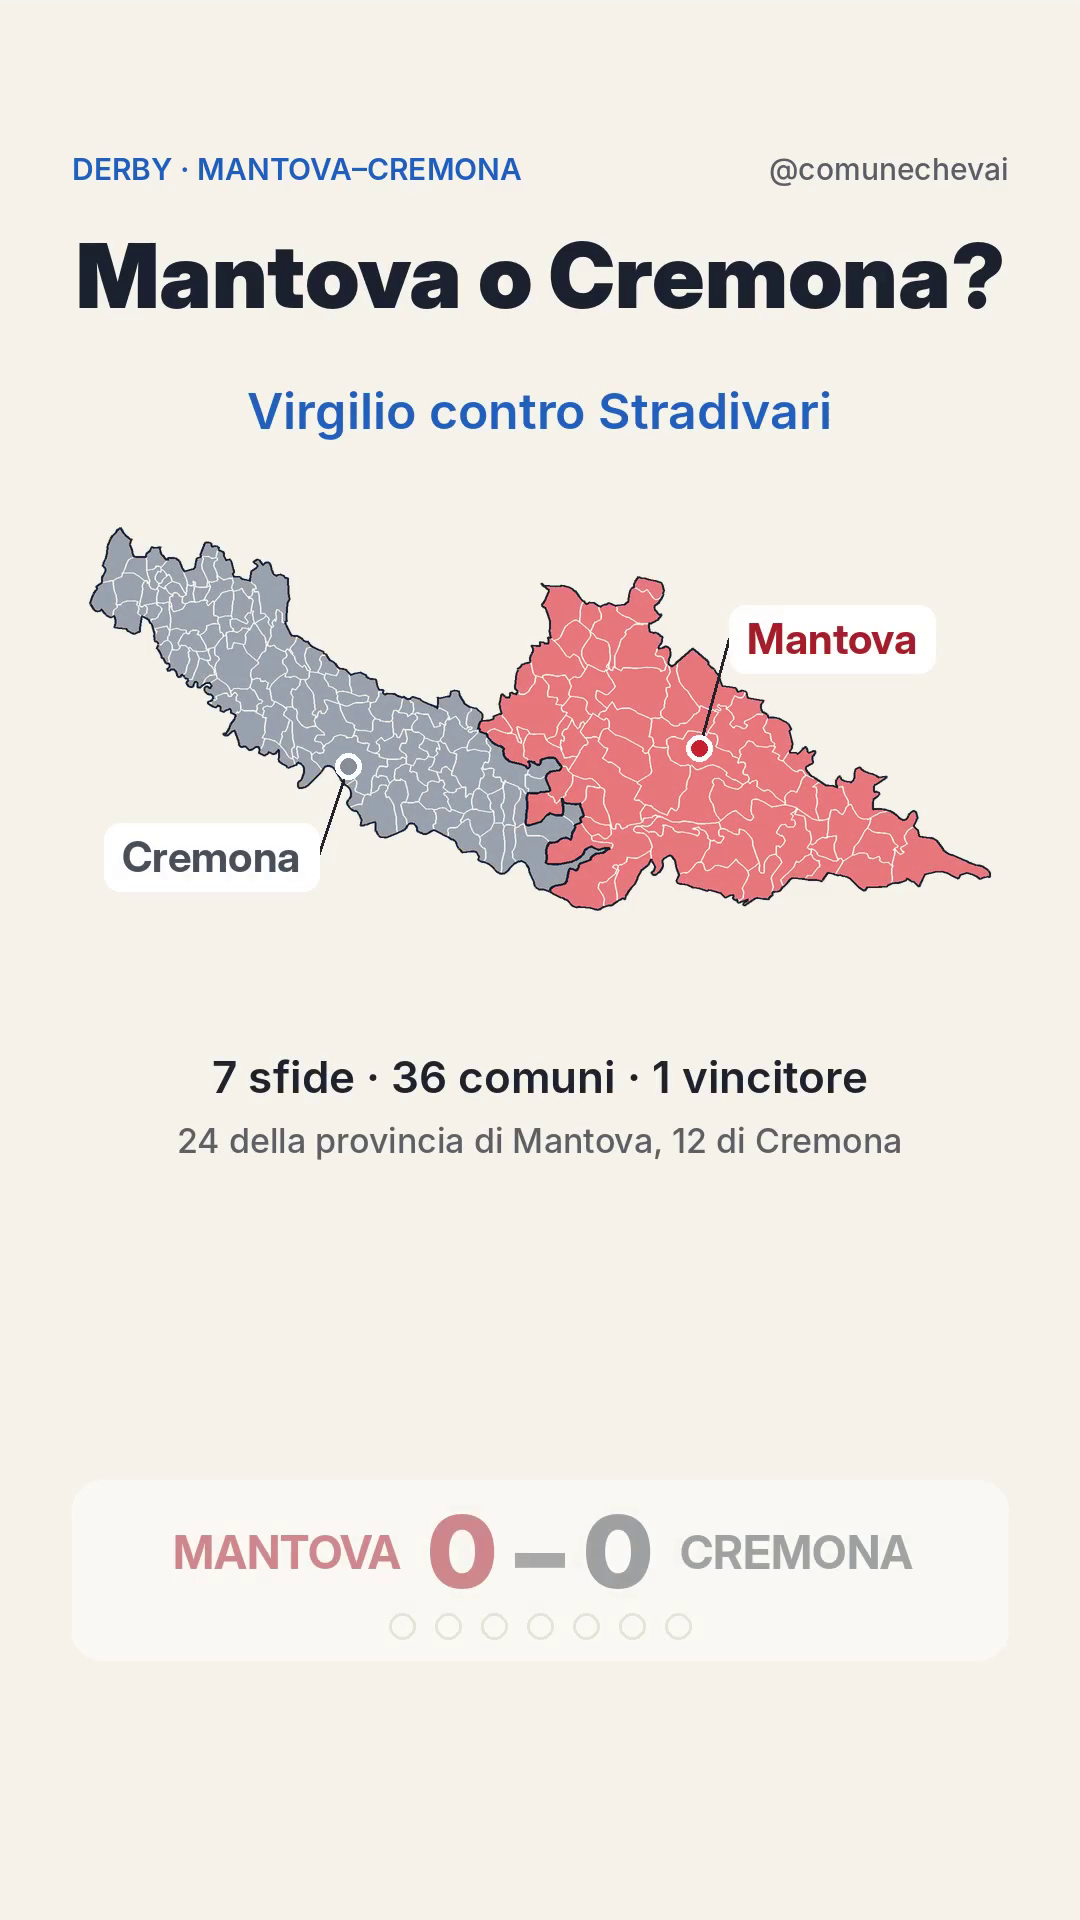 DERBY · MANTOVA–CREMONA
@comunechevai
Mantova o Cremona?
Virgilio contro Stradivari
Mantova
Cremona
7 sfide · 36 comuni · 1 vincitore
24 della provincia di Mantova, 12 di Cremona
MANTOVA 0 – 0 CREMONA